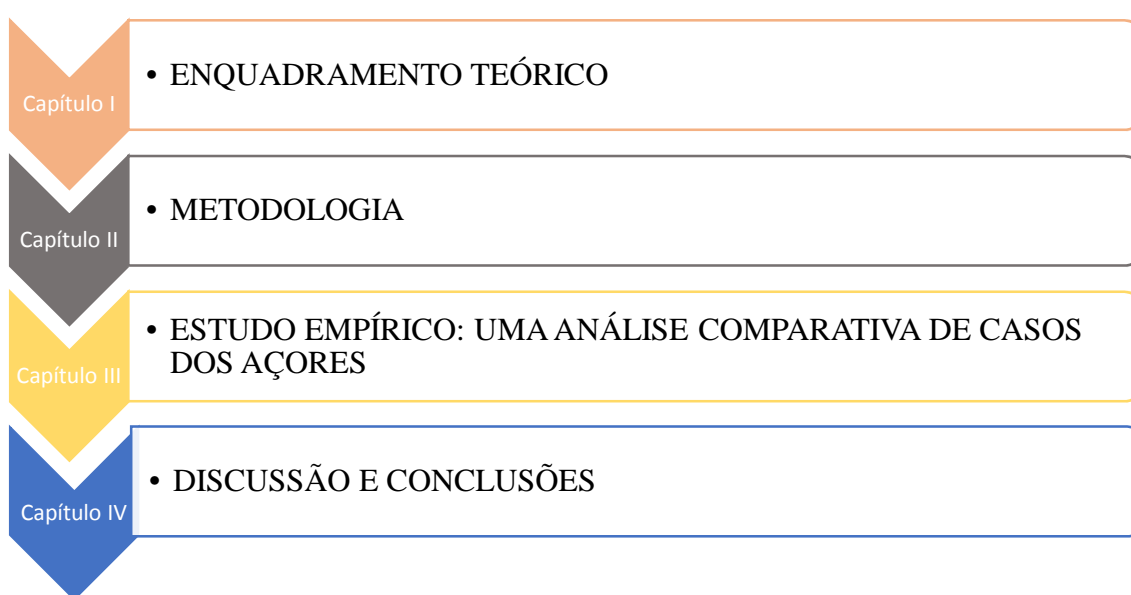 Capítulo I
• ENQUADRAMENTO TEÓRICO
Capítulo II
• METODOLOGIA
Capítulo III
• ESTUDO EMPÍRICO: UMA ANÁLISE COMPARATIVA DE CASOS
DOS AÇORES
Capítulo IV
• DISCUSSÃO E CONCLUSÕES